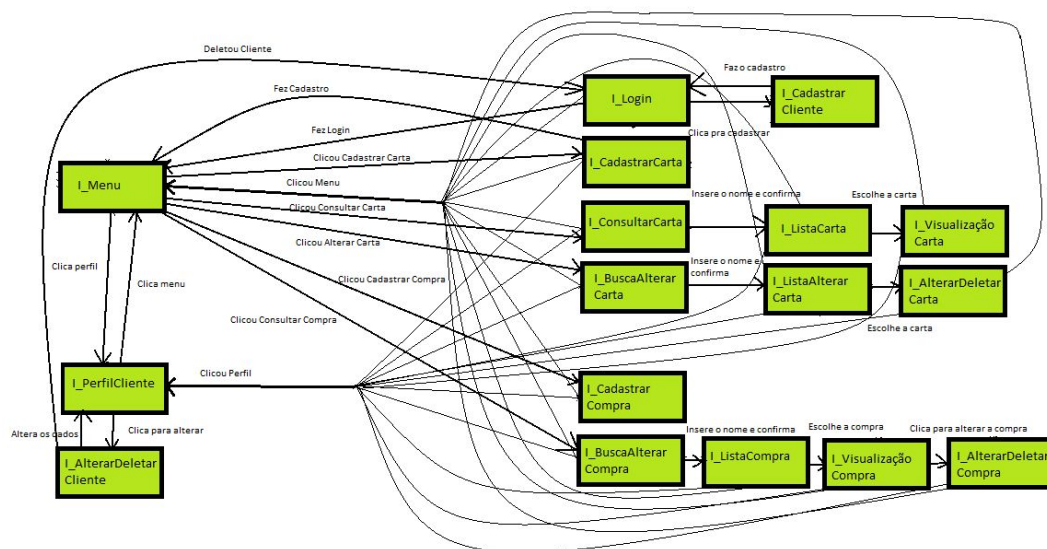 Deletou Cliente
Faz o cadastro
Fez Cadastro
I_Login
I_Cadastrar
Cliente
Fez Login
Clica pra cadastrar
Clicou Cadastrar Carta
I_CadastrarCarta
I_Menu
Clicou Menu
Insere o nome e confirma
Escolhe a carta
Clicou Consultar Carta
I_ConsultarCarta
I_ListaCarta
I_Visualização
Carta
Clicou Alterar Carta
Insere o nome e
confirma
Clica perfil
Clica menu
Clicou Cadastrar Compra
I_BuscaAlterar
Carta
I_ListaAlterar
Carta
I_AlterarDeletar
Carta
Clicou Consultar Compra
Escolhe a carta
I_PerfilCliente
Clicou Perfil
I_Cadastrar
Compra
Altera os dados
Clica para alterar
Insere o nome e confirma
Escolhe a compra
Clica para alterar a compra
I_AlterarDeletar
Cliente
I_BuscaAlterar
Compra
I_ListaCompra
I_Visualização
Compra
I_AlterarDeletar
Compra